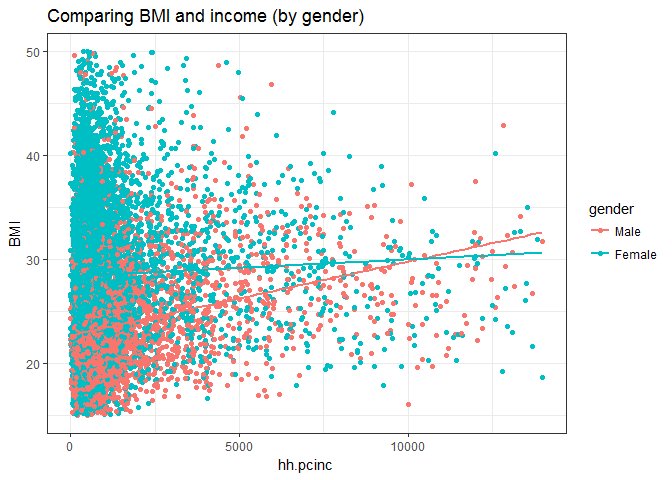 Comparing BMI and income (by gender)
50
40
30
20
BMI
0
5000
10000
hh.pcinc
gender
Male
Female